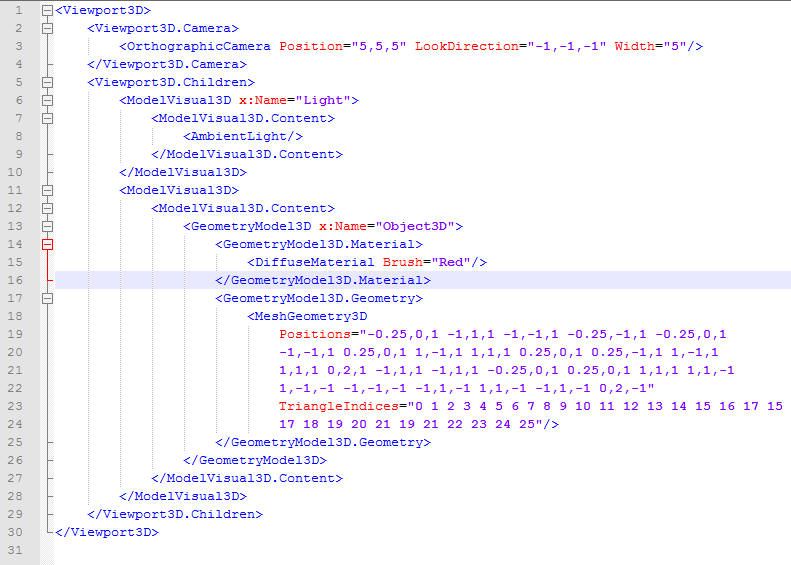 1 <Viewport3D>
2 <Viewport3D.Camera>
3 <OrthographicCamera Position="5,5,5" LookDirection="-1,-1,-1" Width="5"/>
4 </Viewport3D.Camera>
5 <Viewport3D.Children>
6 <ModelVisual3D x:Name="Light">
7 <ModelVisual3D.Content>
8 <AmbientLight/>
9 </ModelVisual3D.Content>
10 </ModelVisual3D>
11 <ModelVisual3D>
12 <ModelVisual3D.Content>
13 <GeometryModel3D x:Name="Object3D">
14 <GeometryModel3D.Material>
15 <DiffuseMaterial Brush="Red"/>
16 </GeometryModel3D.Material>
17 <GeometryModel3D.Geometry>
18 <MeshGeometry3D
19 Positions="-0.25,0,1 -1,1,1 -1,-1,1 -0.25,-1,1 -0.25,0,1
20 -1,-1,1 0.25,0,1 1,-1,1 1,1,1 0.25,0,1 0.25,-1,1 1,-1,1
21 1,1,1 0,2,1 -1,1,1 -1,1,1 -0.25,0,1 0.25,0,1 1,1,1 1,1,-1
22 1,-1,-1 -1,-1,-1 -1,1,-1 1,1,-1 -1,1,-1 0,2,-1"
23 TriangleIndices="0 1 2 3 4 5 6 7 8 9 10 11 12 13 14 15 16 17 15
24 17 18 19 20 21 19 21 22 23 24 25"/>
25 </GeometryModel3D.Geometry>
26 </GeometryModel3D>
27 </ModelVisual3D.Content>
28 </ModelVisual3D>
29 </Viewport3D.Children>
30 </Viewport3D>
31